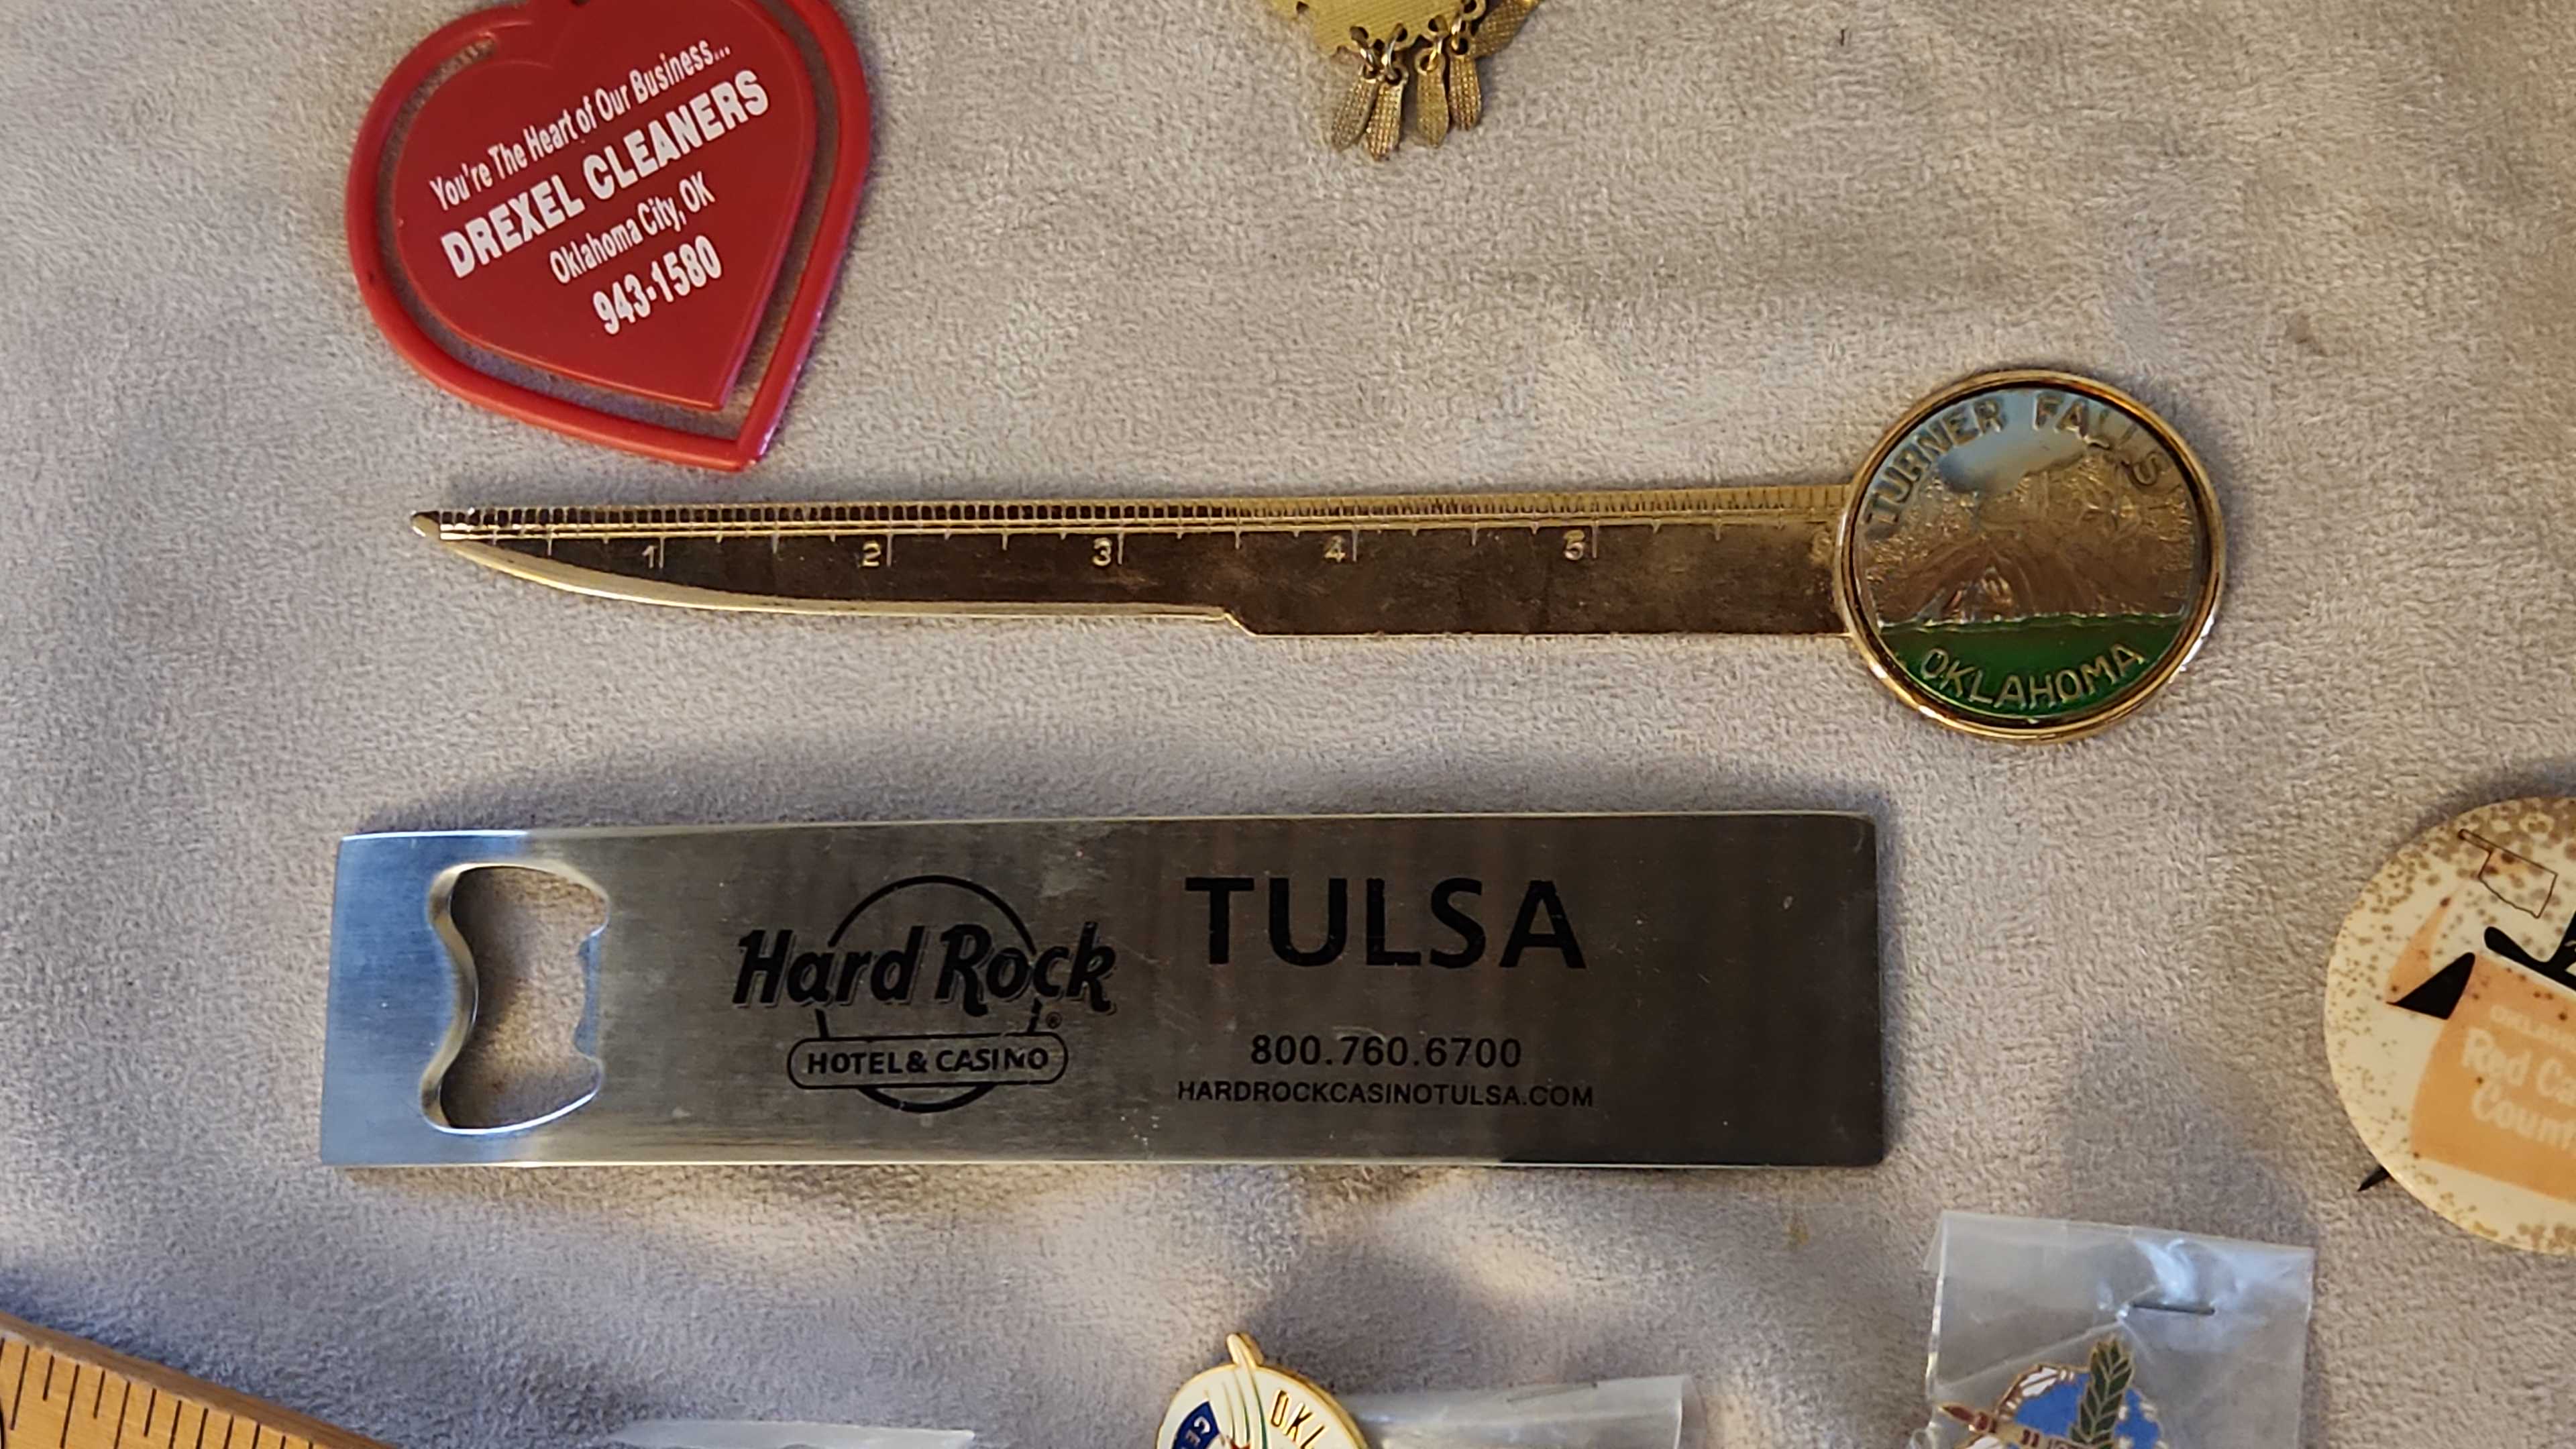 You're The Heart of Our Business...
DREXEL CLEANERS
Oklahoma City, OK
943-1580
TURNER FALLS
OKLAHOMA
1 2 3 4 5
Hard Rock®
HOTEL & CASINO
TULSA
800.760.6700
HARDROCKCASINOTULSA.COM
Red